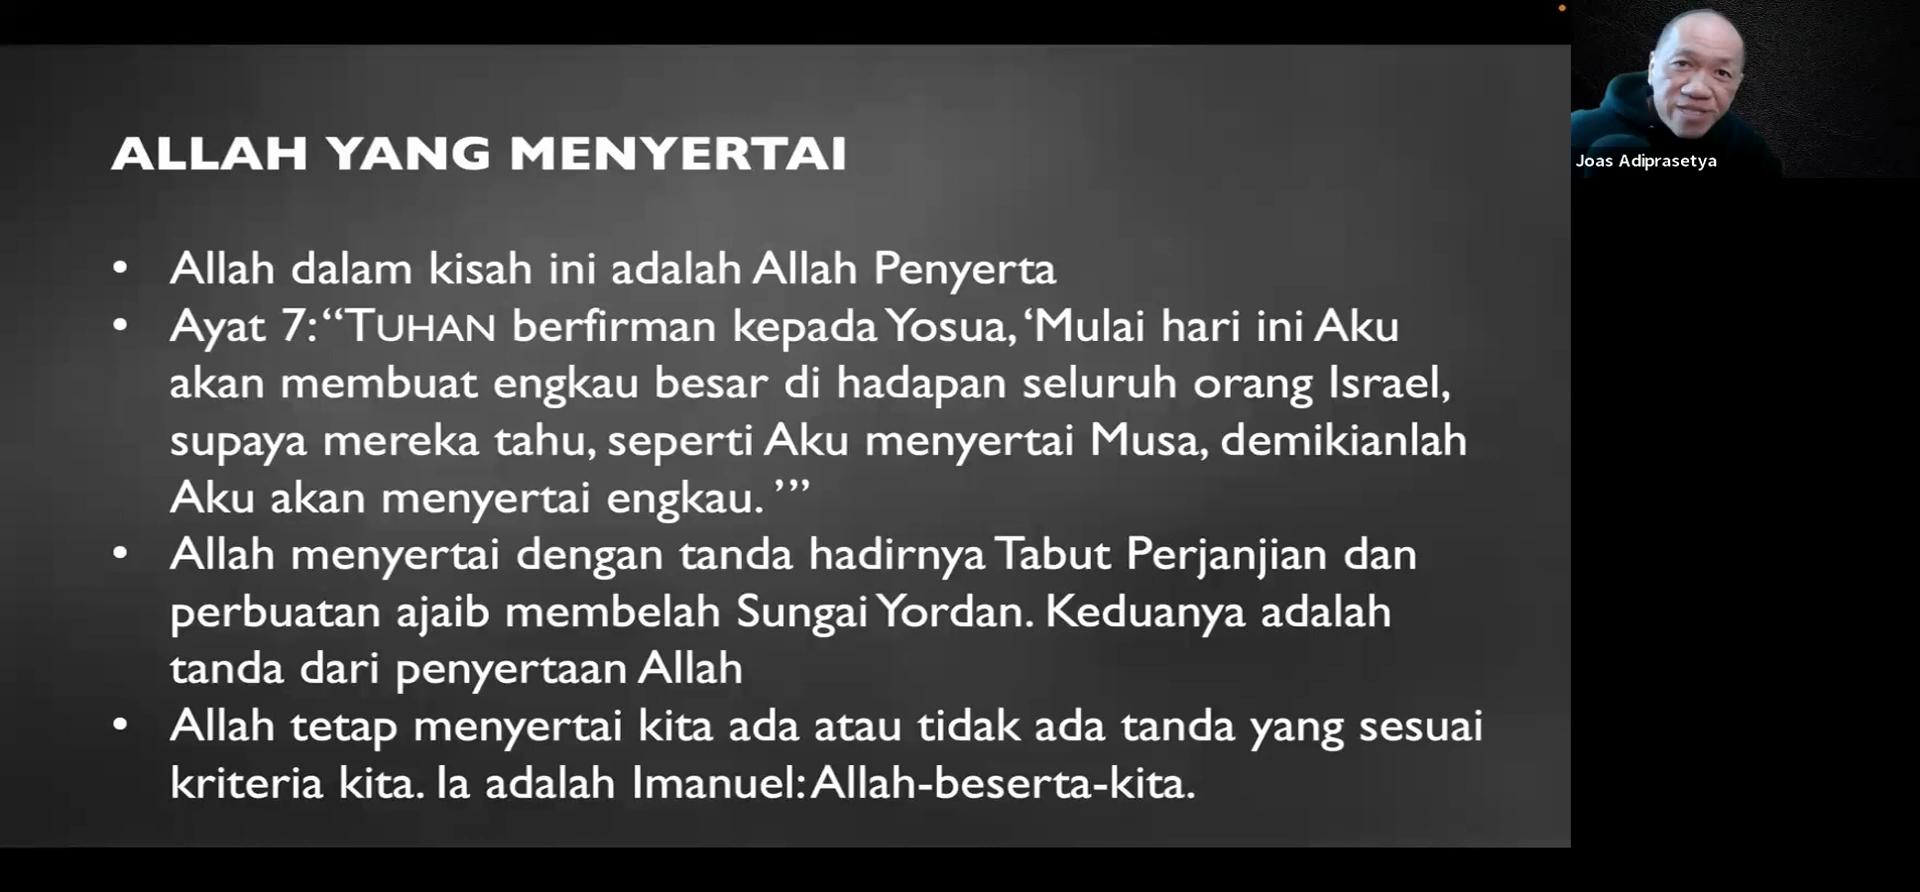 ALLAH YANG MENYERTAI
• Allah dalam kisah ini adalah Allah Penyerta
• Ayat 7: “TUHAN berfirman kepada Yosua, ‘Mulai hari ini Aku
akan membuat engkau besar di hadapan seluruh orang Israel,
supaya mereka tahu, seperti Aku menyertai Musa, demikianlah
Aku akan menyertai engkau. ’”
• Allah menyertai dengan tanda hadirnya Tabut Perjanjian dan
perbuatan ajaib membelah Sungai Yordan. Keduanya adalah
tanda dari penyertaan Allah
• Allah tetap menyertai kita ada atau tidak ada tanda yang sesuai
kriteria kita. Ia adalah Imanuel: Allah-beserta-kita.
Joas Adiprasetya